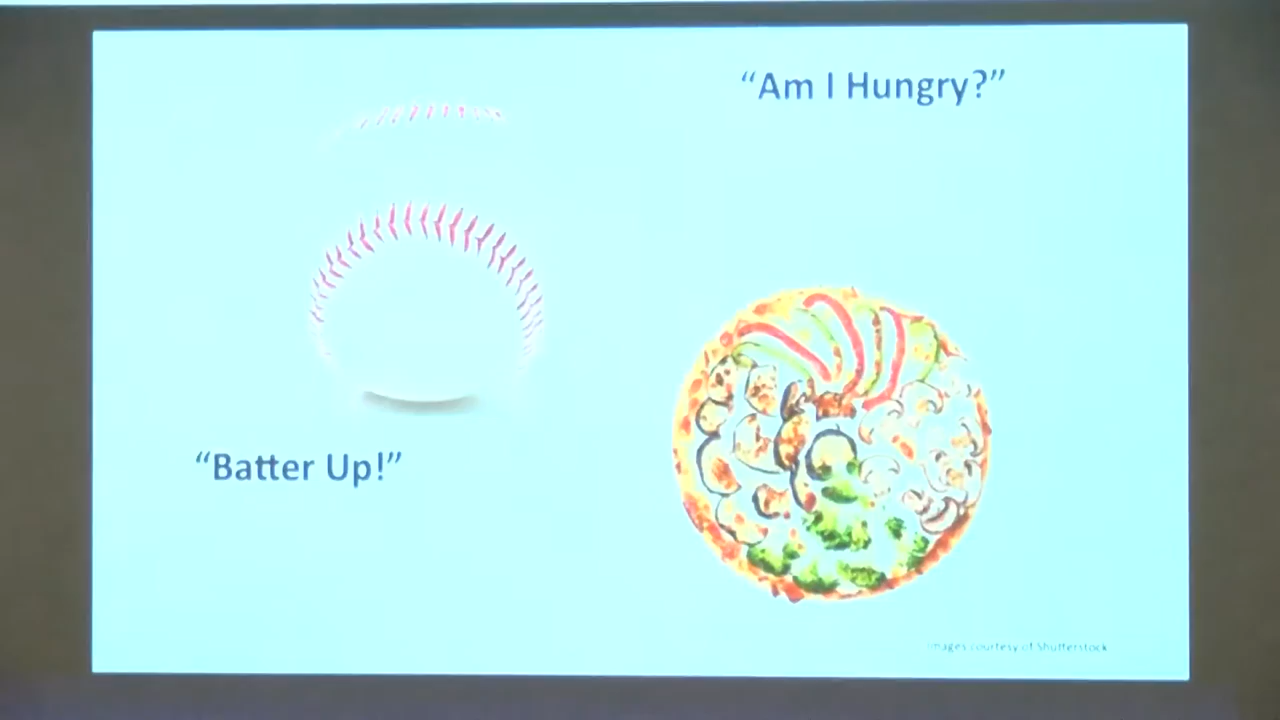 “Am I Hungry?”
“Batter Up!”
Images courtesy of Shutterstock